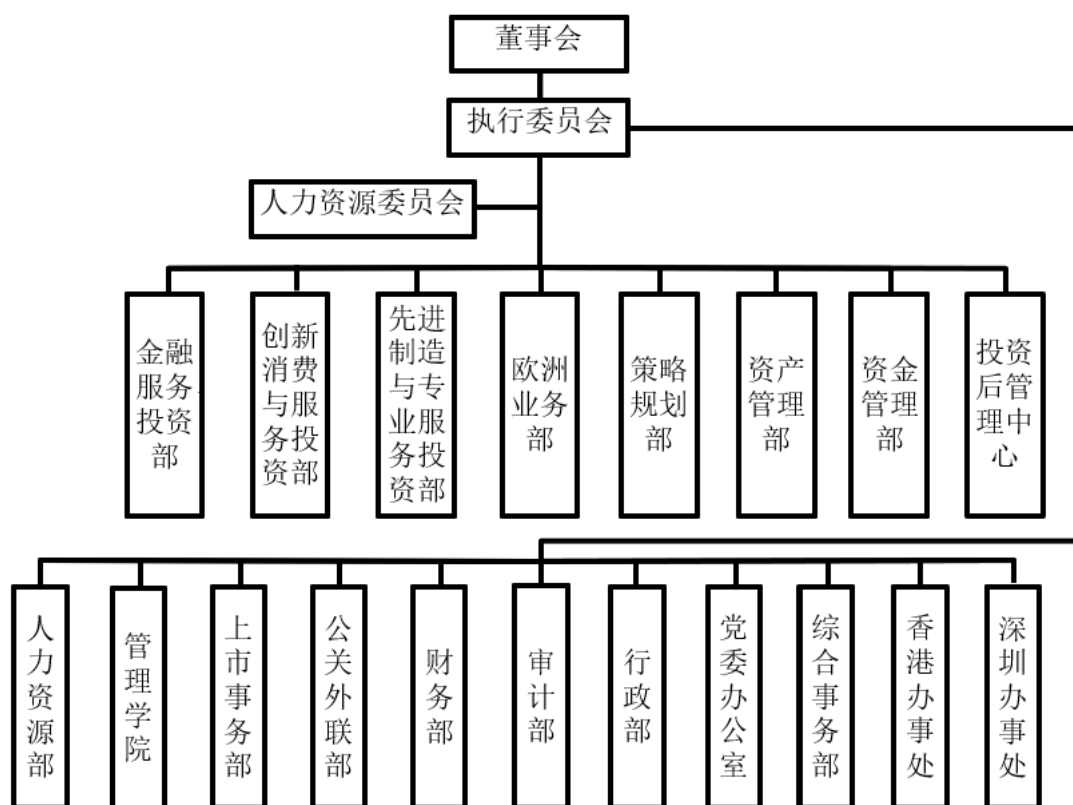 董事会
执行委员会
人力资源委员会
金融
服务
投资
部
创新
消费
与服
务投
资部
先进
制造
与专
业服
务投
资部
欧洲
业务
部
策略
规划
部
资产
管理
部
资金
管理
部
投资
后管
理中
心
人
力
资
源
部
管
理
学
院
上
市
事
务
部
公
关
外
联
部
财
务
部
审
计
部
行
政
部
党
委
办
公
室
综
合
事
务
部
香
港
办
事
处
深
圳
办
事
处